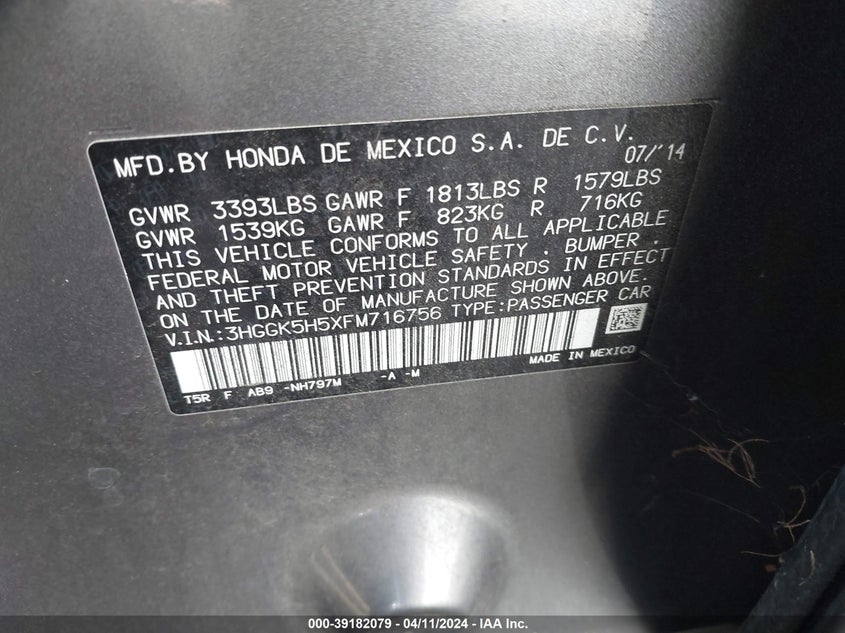 MFD.BY HONDA DE MEXICO S.A. DE C.V.
07/'14
GVWR 3393LBS GAWR F 1813LBS R 1579LBS
GVWR 1539KG GAWR F 823KG R 716KG
THIS VEHICLE CONFORMS TO ALL APPLICABLE
FEDERAL MOTOR VEHICLE SAFETY . BUMPER .
AND THEFT PREVENTION STANDARDS IN EFFECT
ON THE DATE OF MANUFACTURE SHOWN ABOVE.
V.I.N.:3HGGK5H5XFM716756 TYPE:PASSENGER CAR
MADE IN MEXICO
T5R F AB9 -NH797M -A -M
000-39182079 - 04/11/2024 - IAA Inc.